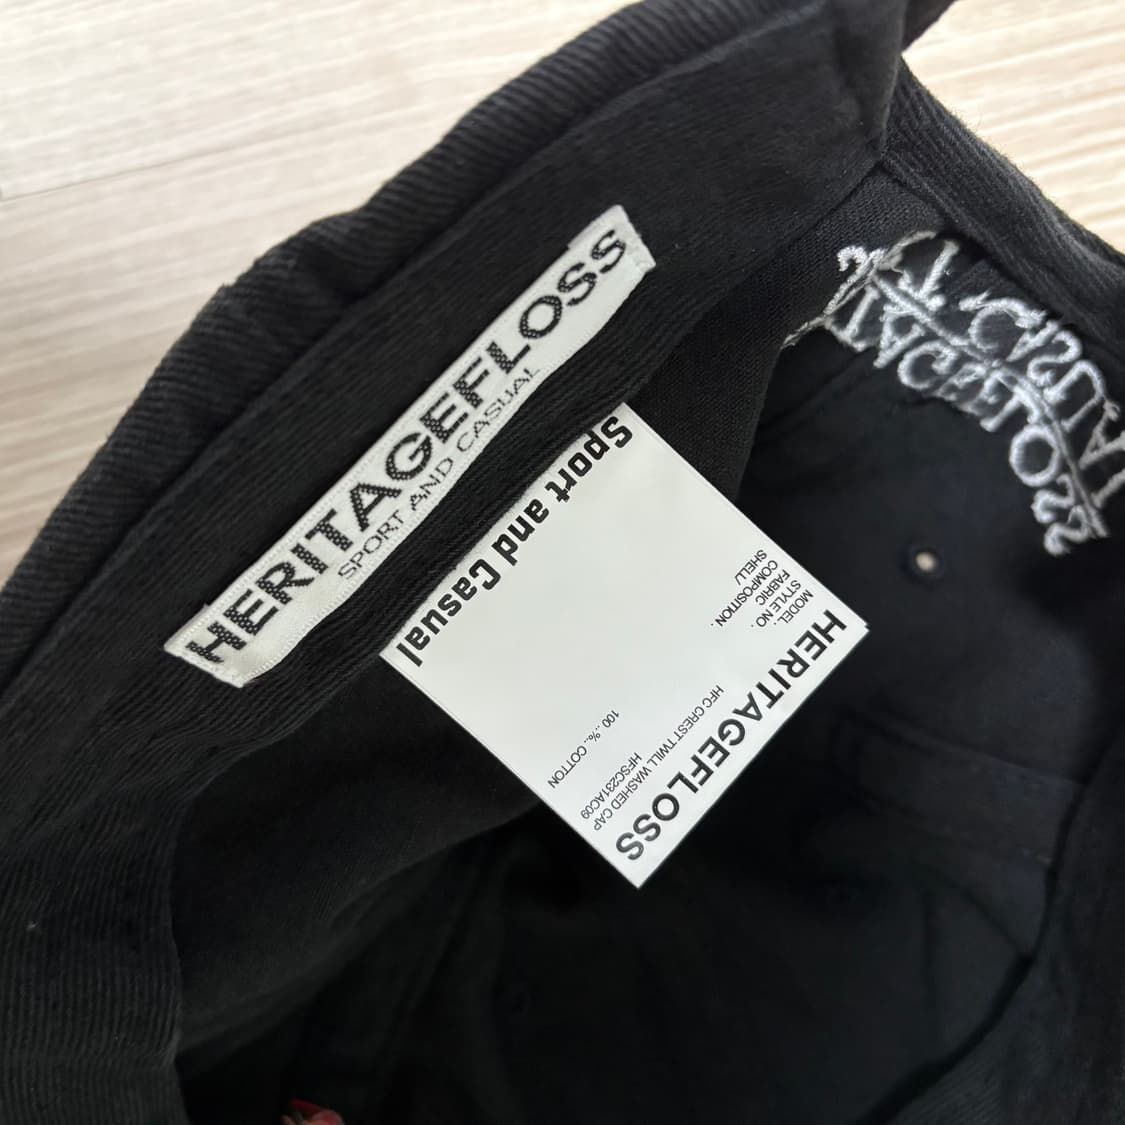 HERITAGEFLOSS
SPORT AND CASUAL
HERITAGEFLOSS
MODEL. HFC CREST TWILL WASHED CAP
STYLE NO. HFSC231AC09
FABRIC
COMPOSITION.
SHELL/ 100..%.. COTTON
Sport and Casual